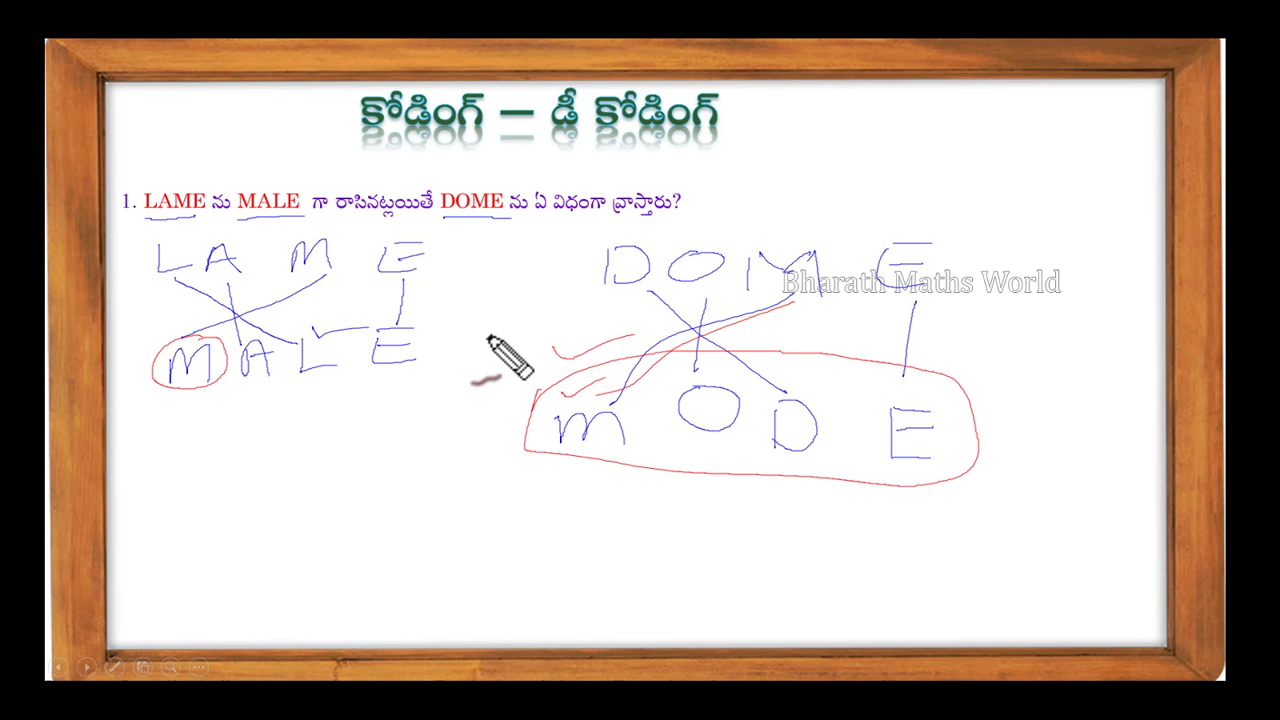 కోడింగ్ – డీ కోడింగ్
1. LAME ను MALE గా రాసినట్లయితే DOME ను ఏ విధంగా వ్రాస్తారు?
L A M E
D O M E
Bharath Maths World
M A L E
M O D E